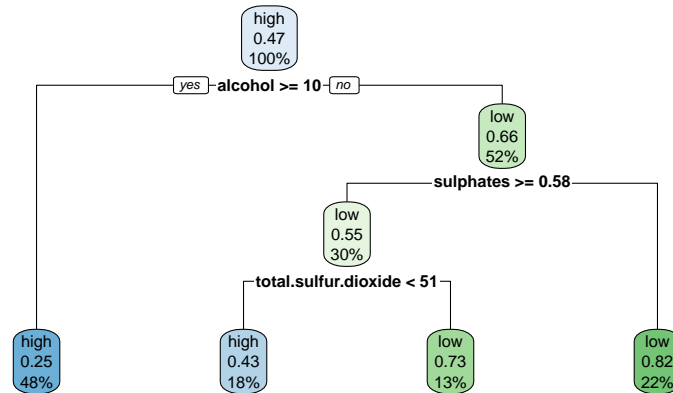 high
0.47
100%
yes alcohol >= 10 no
low
0.66
52%
sulphates >= 0.58
low
0.55
30%
total.sulfur.dioxide < 51
high
0.25
48%
high
0.43
18%
low
0.73
13%
low
0.82
22%